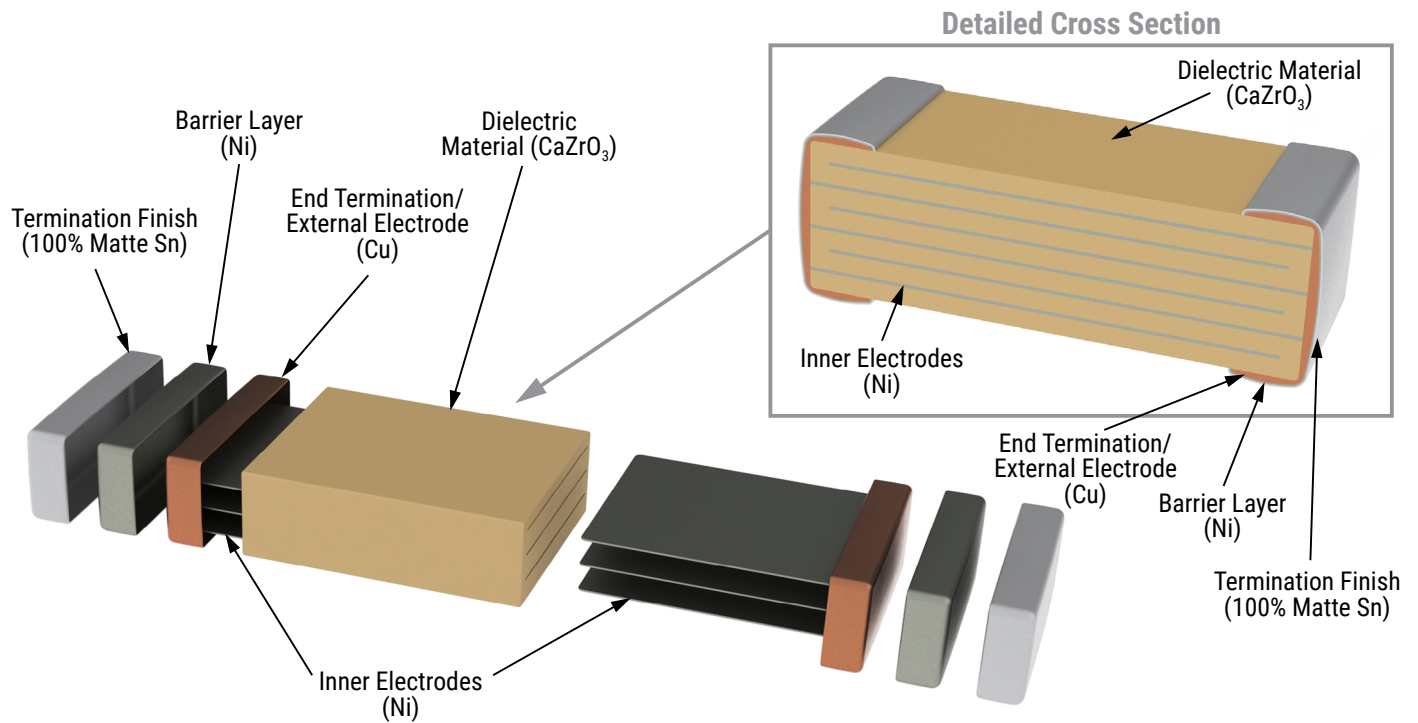 Detailed Cross Section
Dielectric Material
(CaZrO₃)
Barrier Layer
(Ni)
Dielectric
Material (CaZrO₃)
End Termination/
External Electrode
(Cu)
Termination Finish
(100% Matte Sn)
Inner Electrodes
(Ni)
End Termination/
External Electrode
(Cu)
Barrier Layer
(Ni)
Termination Finish
(100% Matte Sn)
Inner Electrodes
(Ni)